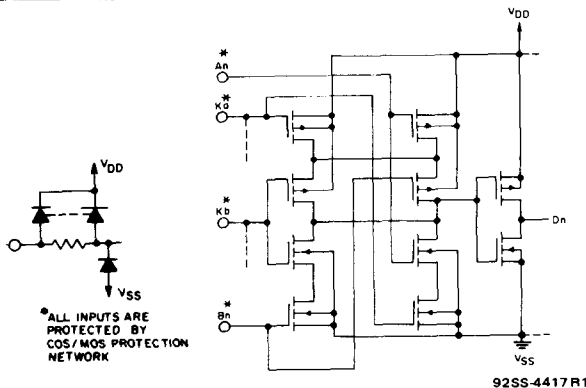 VDD
*
An
*
Ka
VDD
*
Kb
Dn
VSS
*ALL INPUTS ARE
PROTECTED BY
COS/MOS PROTECTION
NETWORK
*
Bn
VSS
92SS-4417R1